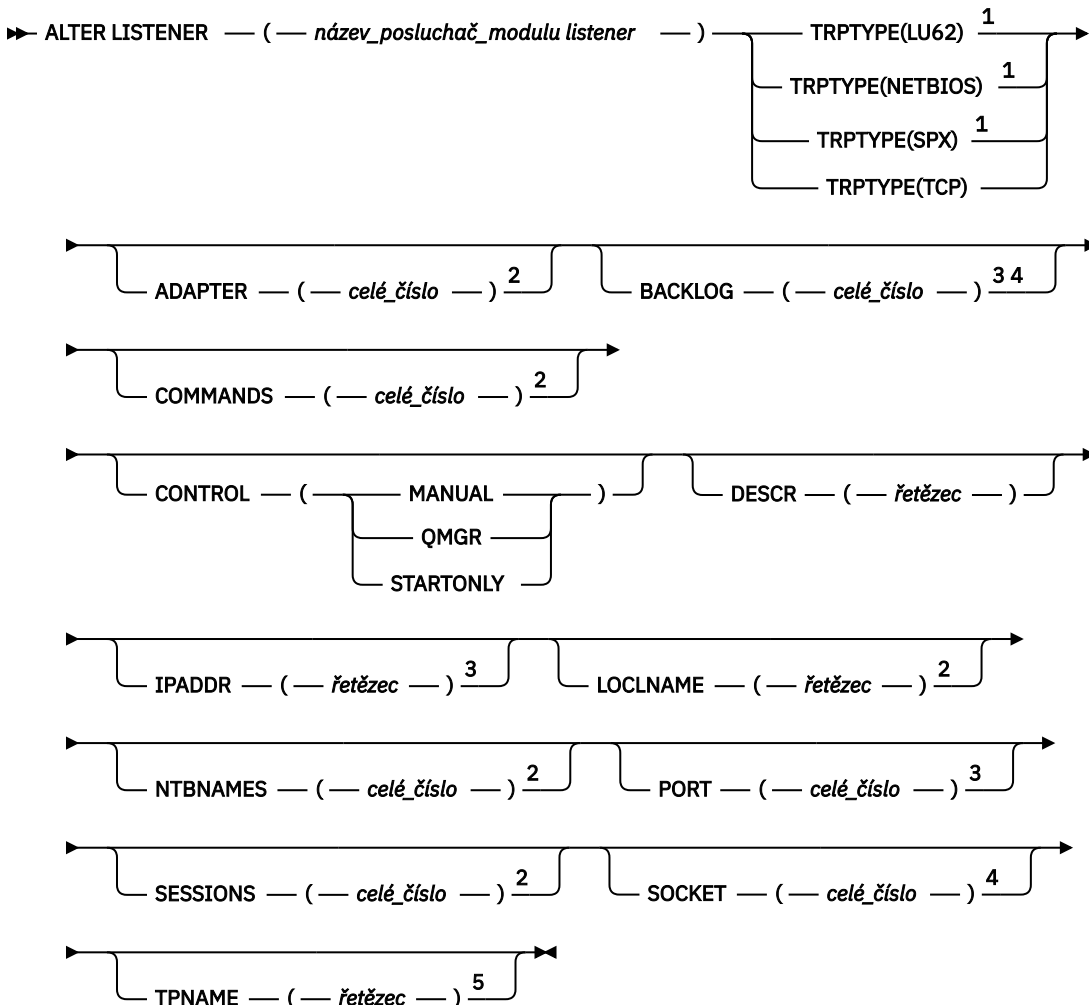 ALTER LISTENER ( název_posluchač_modulu listener ) TRPTYPE(LU62) 1
TRPTYPE(NETBIOS) 1
TRPTYPE(SPX) 1
TRPTYPE(TCP)
ADAPTER ( celé_číslo ) 2 BACKLOG ( celé_číslo ) 3 4
COMMANDS ( celé_číslo ) 2
CONTROL ( MANUAL ) DESCR ( řetězec )
QMGR
STARTONLY
IPADDR ( řetězec ) 3 LOCLNAME ( řetězec ) 2
NTBNAMES ( celé_číslo ) 2 PORT ( celé_číslo ) 3
SESSIONS ( celé_číslo ) 2 SOCKET ( celé_číslo ) 4
TPNAME ( řetězec ) 5